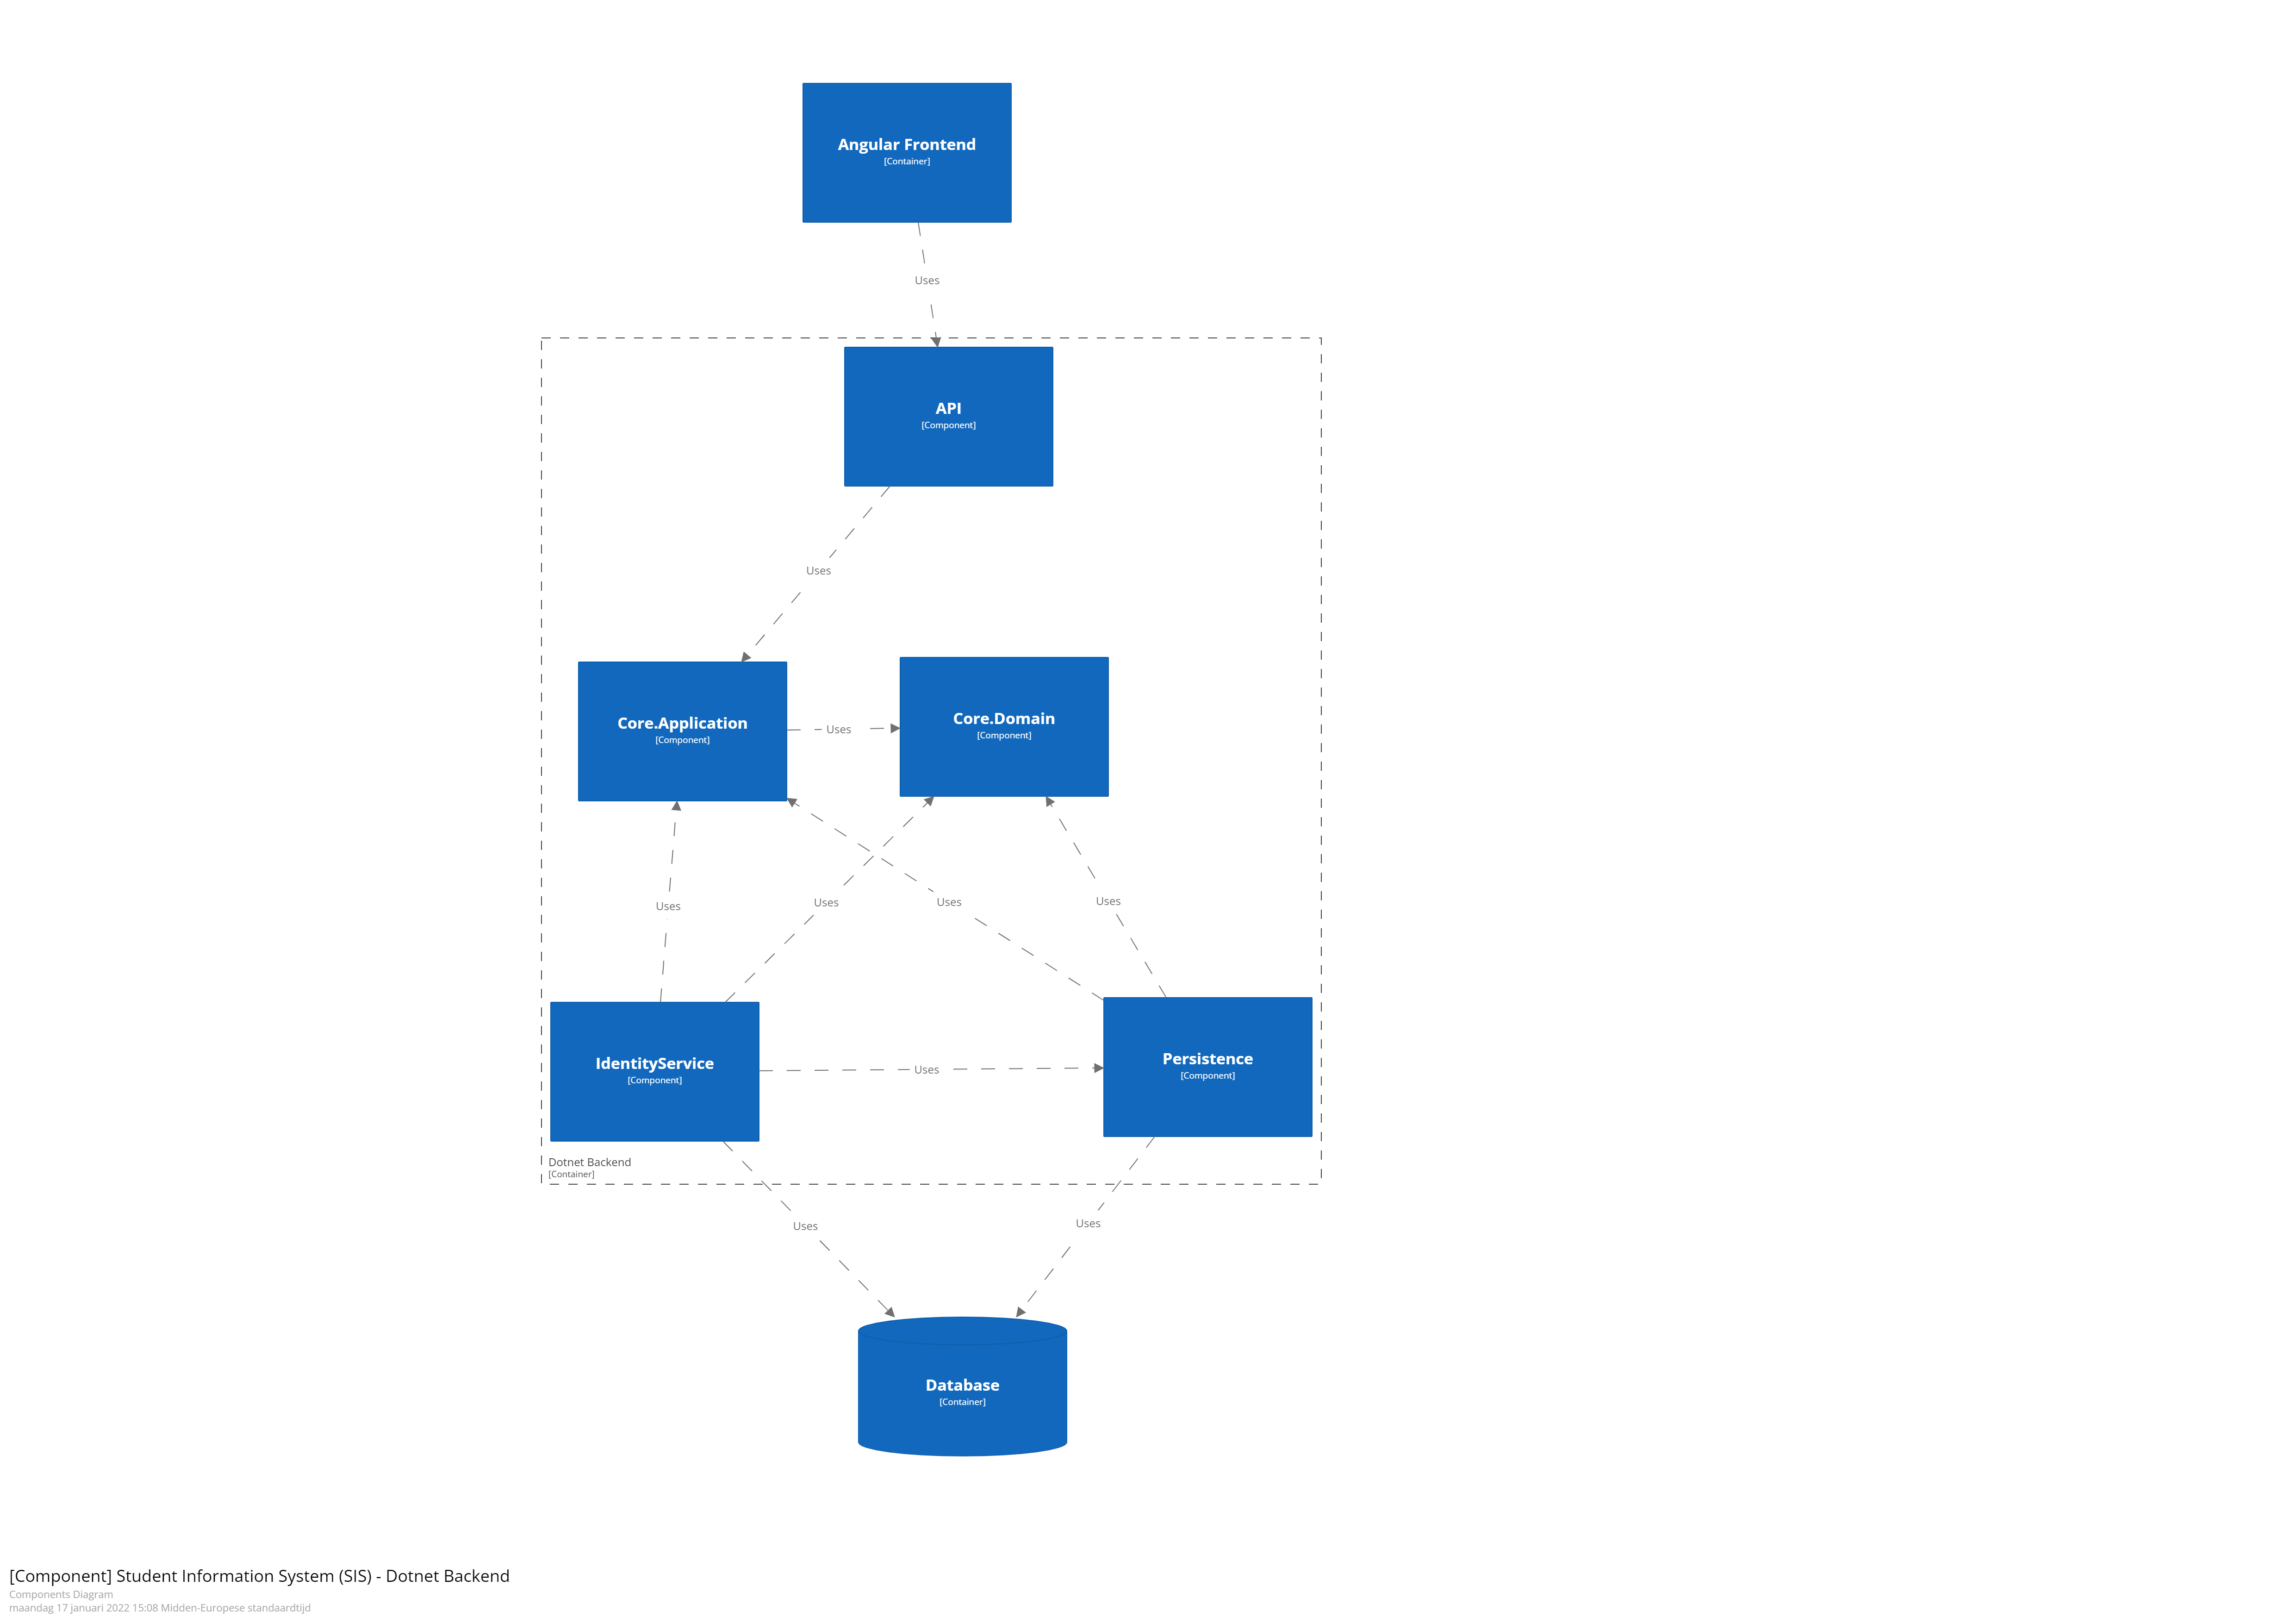 Angular Frontend
[Container]
Uses
API
[Component]
Uses
Core.Application
[Component]
Uses
Core.Domain
[Component]
Uses
Uses
Uses
Uses
IdentityService
[Component]
Uses
Persistence
[Component]
Dotnet Backend
[Container]
Uses
Uses
Database
[Container]
[Component] Student Information System (SIS) - Dotnet Backend
Components Diagram
maandag 17 januari 2022 15:08 Midden-Europese standaardtijd